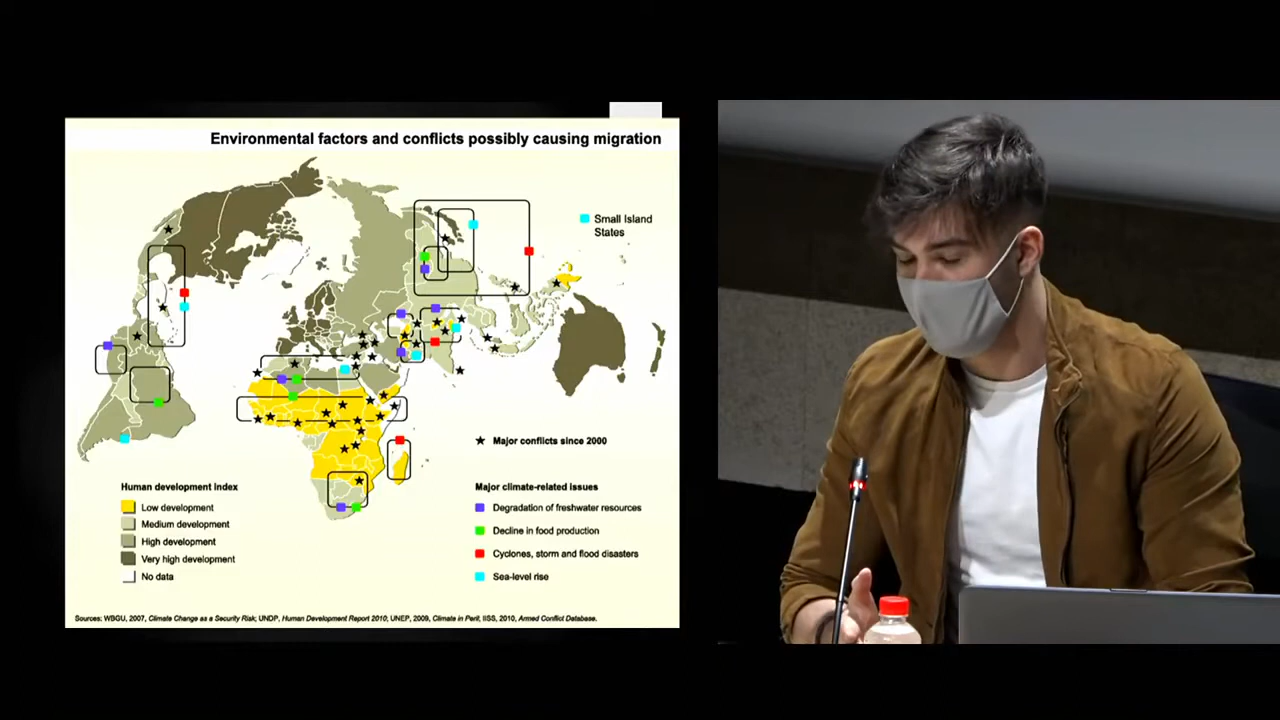 Environmental factors and conflicts possibly causing migration
Small Island
States
Major conflicts since 2000
Human development index
Low development
Medium development
High development
Very high development
No data
Major climate-related issues
Degradation of freshwater resources
Decline in food production
Cyclones, storm and flood disasters
Sea-level rise
Sources: WBGU, 2007, Climate Change as a Security Risk; UNDP, Human Development Report 2010; UNEP, 2009, Climate in Peril; IISS, 2010, Armed Conflict Database.